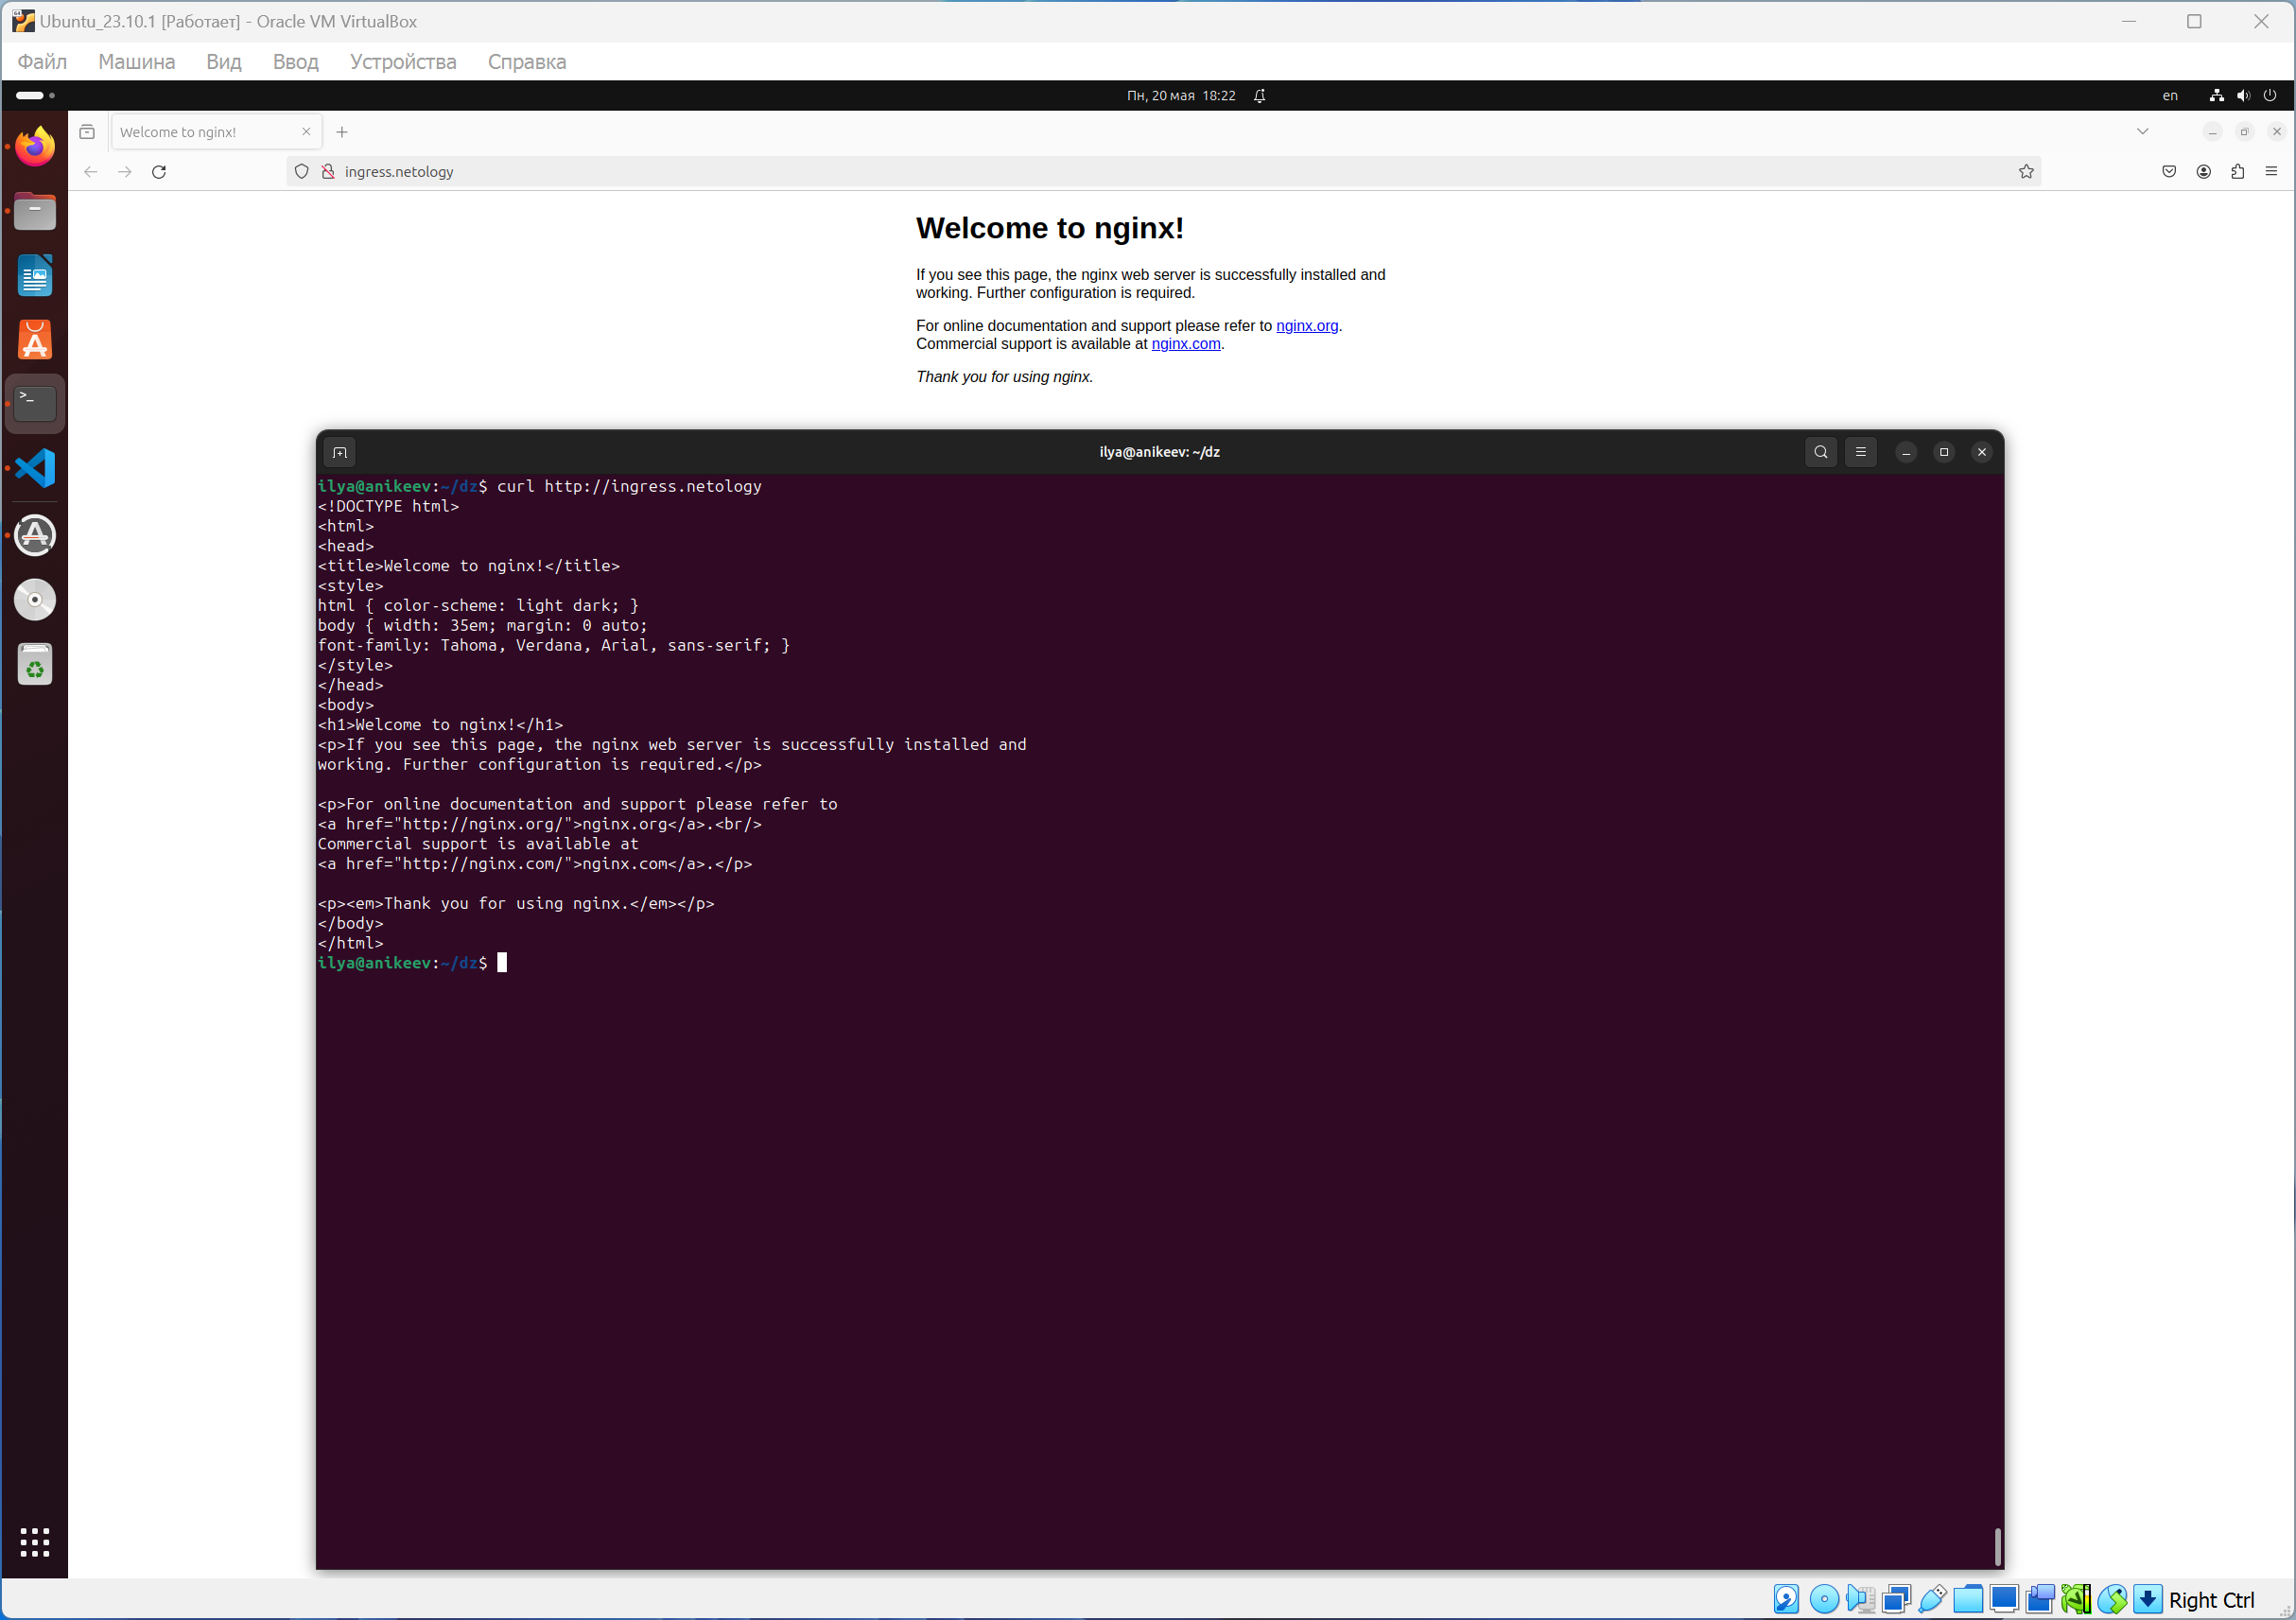 Ubuntu_23.10.1 [Работает] - Oracle VM VirtualBox
Файл Машина Вид Ввод Устройства Справка
Пн, 20 мая 18:22 en
Welcome to nginx!
ingress.netology
Welcome to nginx!
If you see this page, the nginx web server is successfully installed and
working. Further configuration is required.
For online documentation and support please refer to nginx.org.
Commercial support is available at nginx.com.
Thank you for using nginx.
ilya@anikeev: ~/dz
ilya@anikeev:~/dz$ curl http://ingress.netology
<!DOCTYPE html>
<html>
<head>
<title>Welcome to nginx!</title>
<style>
html { color-scheme: light dark; }
body { width: 35em; margin: 0 auto;
font-family: Tahoma, Verdana, Arial, sans-serif; }
</style>
</head>
<body>
<h1>Welcome to nginx!</h1>
<p>If you see this page, the nginx web server is successfully installed and
working. Further configuration is required.</p>
<p>For online documentation and support please refer to
<a href="http://nginx.org/">nginx.org</a>.<br/>
Commercial support is available at
<a href="http://nginx.com/">nginx.com</a>.</p>
<p><em>Thank you for using nginx.</em></p>
</body>
</html>
ilya@anikeev:~/dz$
Right Ctrl